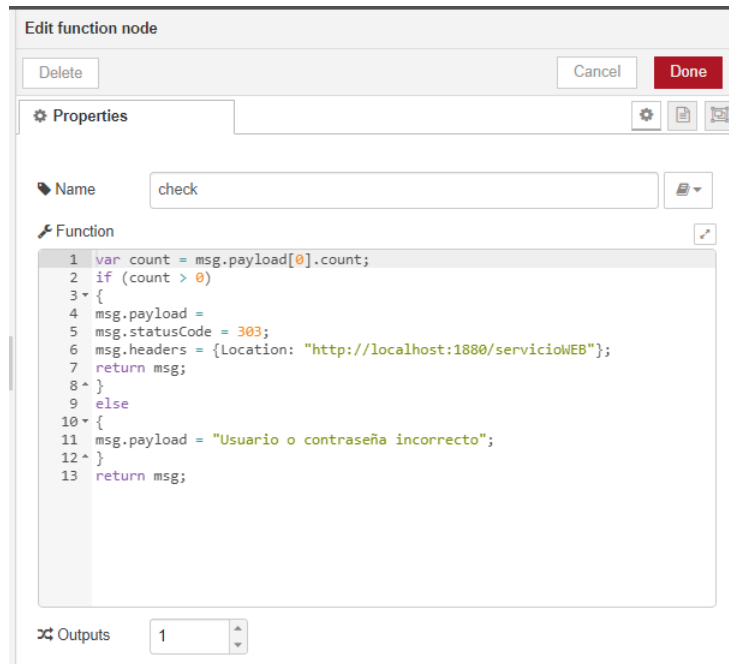 Edit function node
Delete
Cancel
Done
Properties
Name
check
Function
1 var count = msg.payload[0].count;
2 if (count > 0)
3 {
4 msg.payload =
5 msg.statusCode = 303;
6 msg.headers = {Location: "http://localhost:1880/servicioWEB"};
7 return msg;
8 }
9 else
10 {
11 msg.payload = "Usuario o contraseña incorrecto";
12 }
13 return msg;
Outputs
1